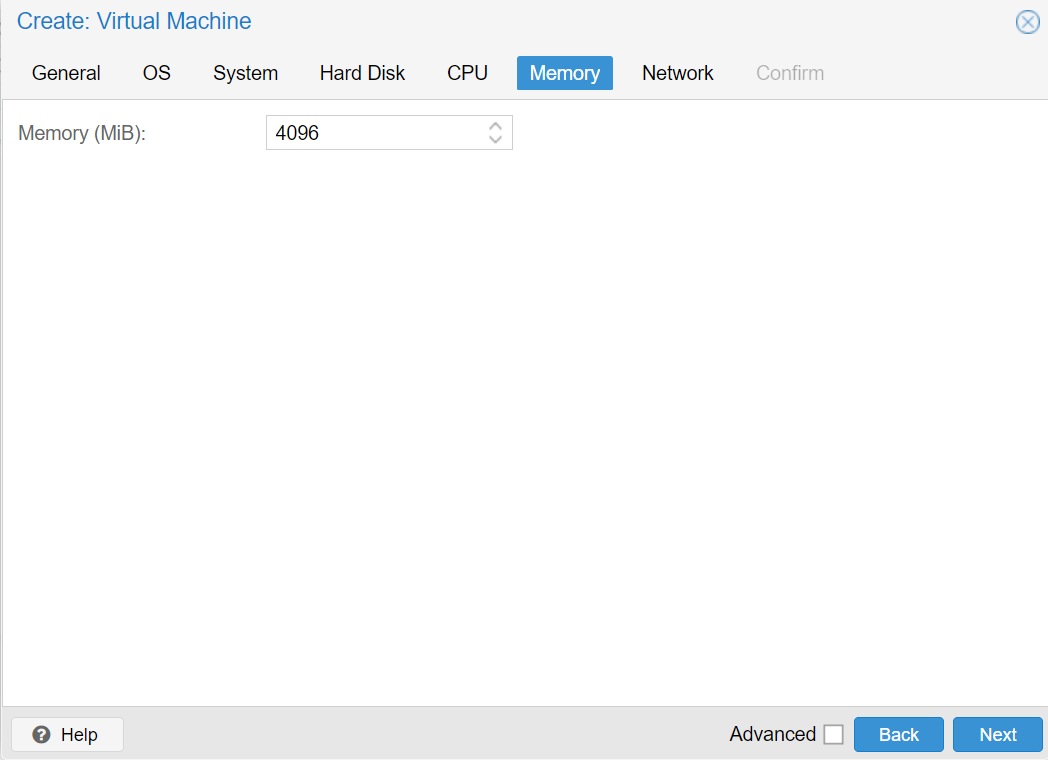 Create: Virtual Machine
General OS System Hard Disk CPU Memory Network Confirm
Memory (MiB): 4096
Help Advanced Back Next